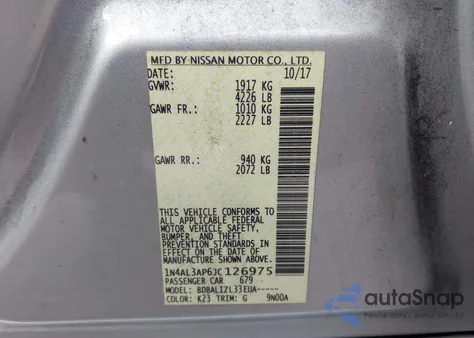 MFD BY NISSAN MOTOR CO., LTD.
DATE: 10/17
GVWR: 1917 KG
4226 LB
GAWR FR.: 1010 KG
2227 LB
GAWR RR.: 940 KG
2072 LB
THIS VEHICLE CONFORMS TO
ALL APPLICABLE FEDERAL
MOTOR VEHICLE SAFETY,
BUMPER, AND THEFT
PREVENTION STANDARDS
IN EFFECT ON THE DATE OF
MANUFACTURE SHOWN ABOVE.
1N4AL3AP6JC126975
PASSENGER CAR 679
MODEL: BDBALIZL33EUA-----
COLOR: K23 TRIM: G 9N00A
autoSnap
POWERED BY